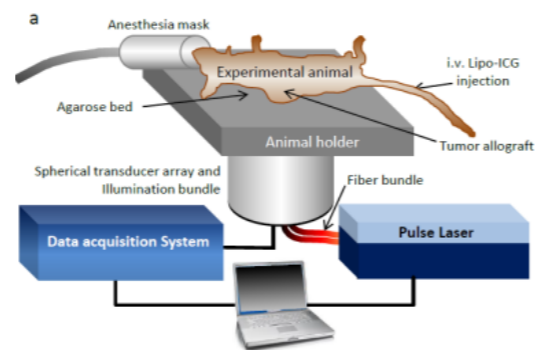 a
Anesthesia mask
Experimental animal
i.v. Lipo-ICG
injection
Agarose bed
Animal holder
Tumor allograft
Spherical transducer array and
Illumination bundle
Fiber bundle
Data acquisition System
Pulse Laser